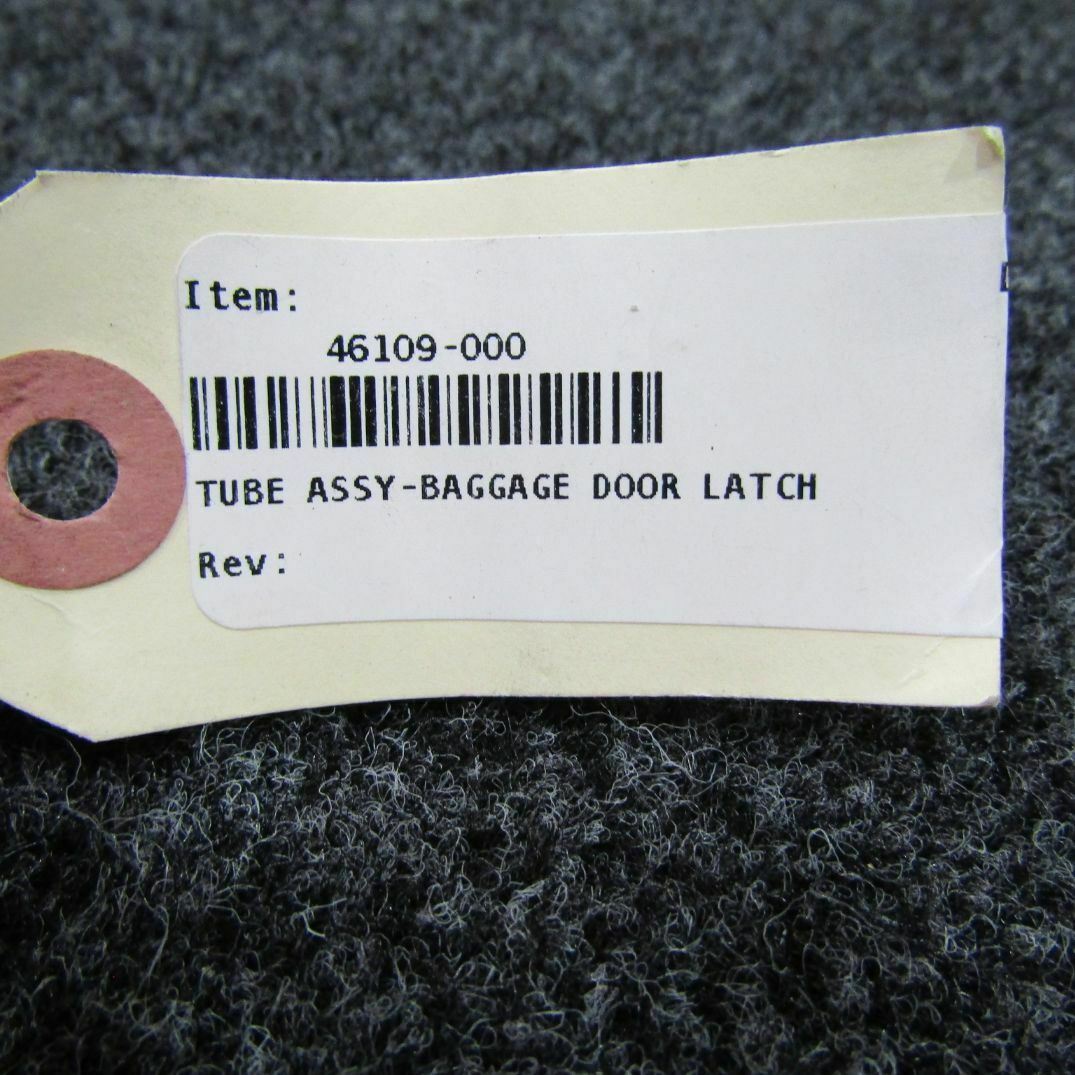 Item:
46109-000
TUBE ASSY-BAGGAGE DOOR LATCH
Rev: